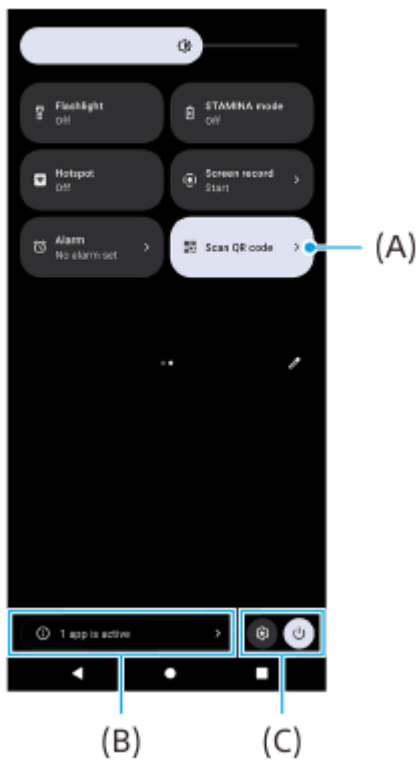 Flashlight
Off
STAMINA mode
Off
Hotspot
Off
Screen record
Start
Alarm
No alarm set
Scan QR code
(A)
1 app is active
(B)
(C)